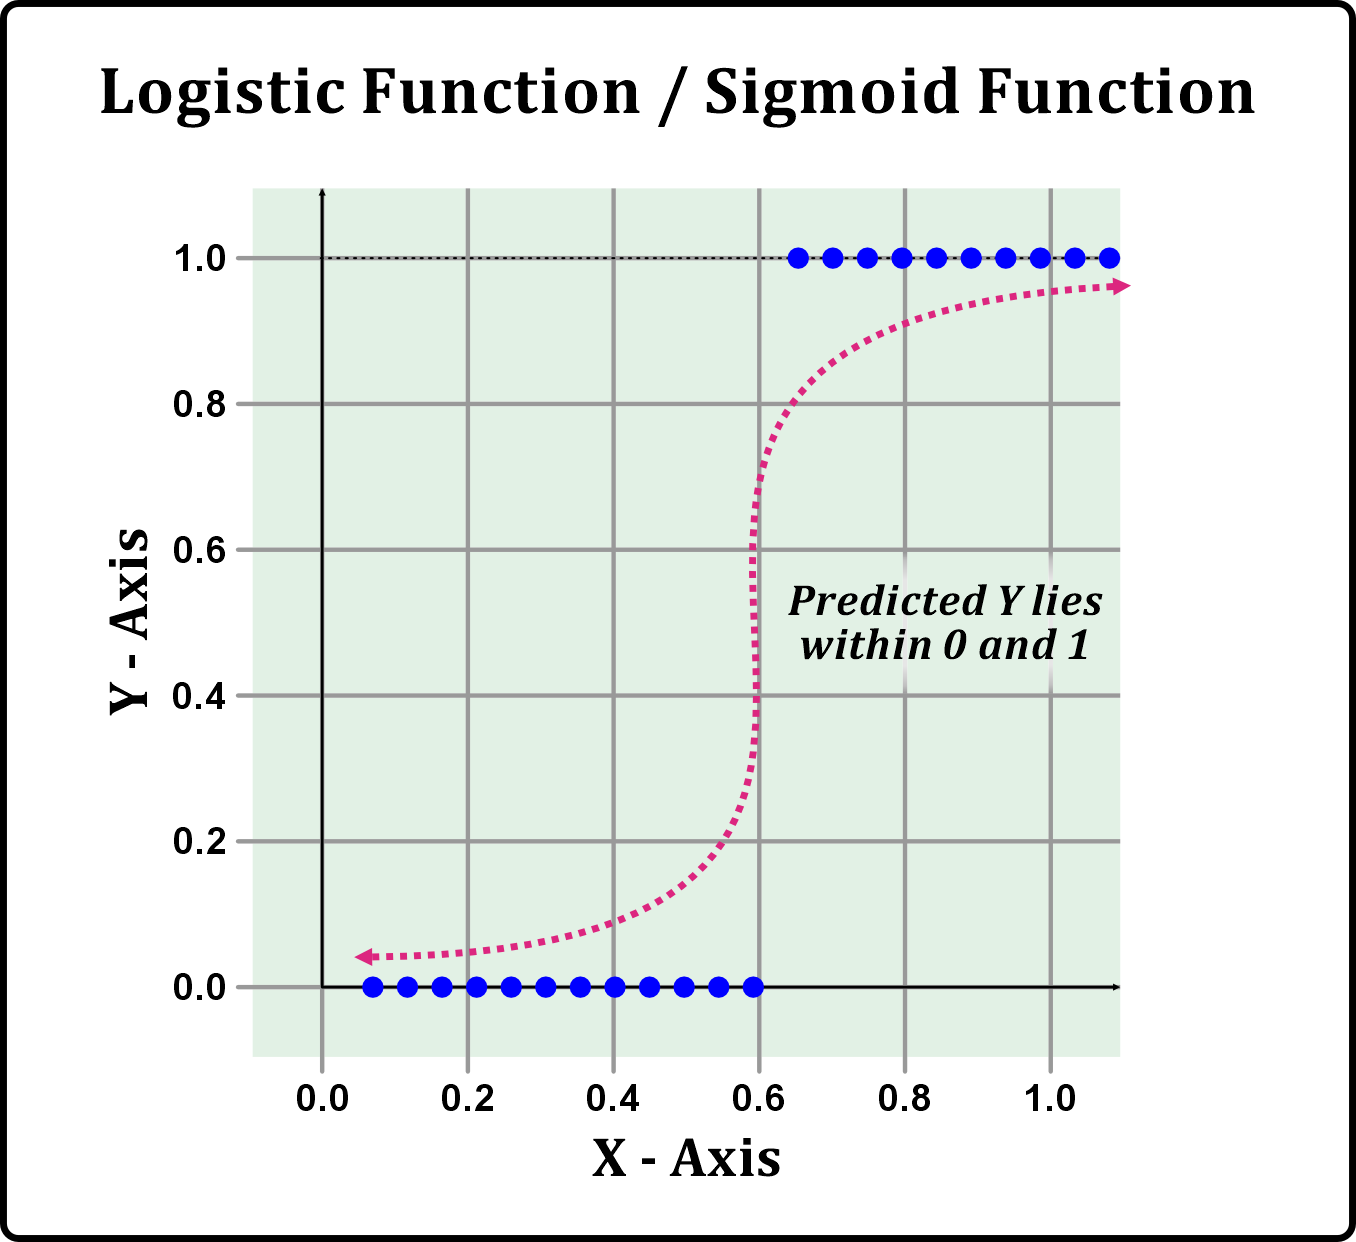 Logistic Function / Sigmoid Function
1.0
0.8
0.6
0.4
0.2
0.0
Y - Axis
Predicted Y lies
within 0 and 1
0.0 0.2 0.4 0.6 0.8 1.0
X - Axis